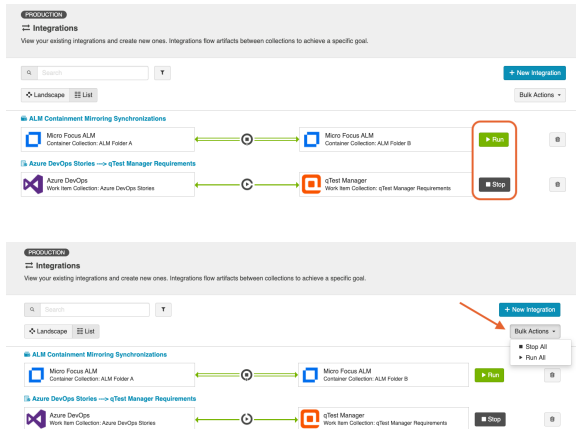 PRODUCTION
Integrations
View your existing integrations and create new ones. Integrations flow artifacts between collections to achieve a specific goal.
Search
+ New Integration
Landscape List Bulk Actions
ALM Containment Mirroring Synchronizations
Micro Focus ALM Micro Focus ALM Run
Container Collection: ALM Folder A Container Collection: ALM Folder B
Azure DevOps Stories —> qTest Manager Requirements
Azure DevOps qTest Manager Stop
Work Item Collection: Azure DevOps Stories Work Item Collection: qTest Manager Requirements
PRODUCTION
Integrations
View your existing integrations and create new ones. Integrations flow artifacts between collections to achieve a specific goal.
Search
+ New Integration
Landscape List Bulk Actions
Stop All
Run All
ALM Containment Mirroring Synchronizations
Micro Focus ALM Micro Focus ALM Run
Container Collection: ALM Folder A Container Collection: ALM Folder B
Azure DevOps Stories —> qTest Manager Requirements
Azure DevOps qTest Manager Stop
Work Item Collection: Azure DevOps Stories Work Item Collection: qTest Manager Requirements